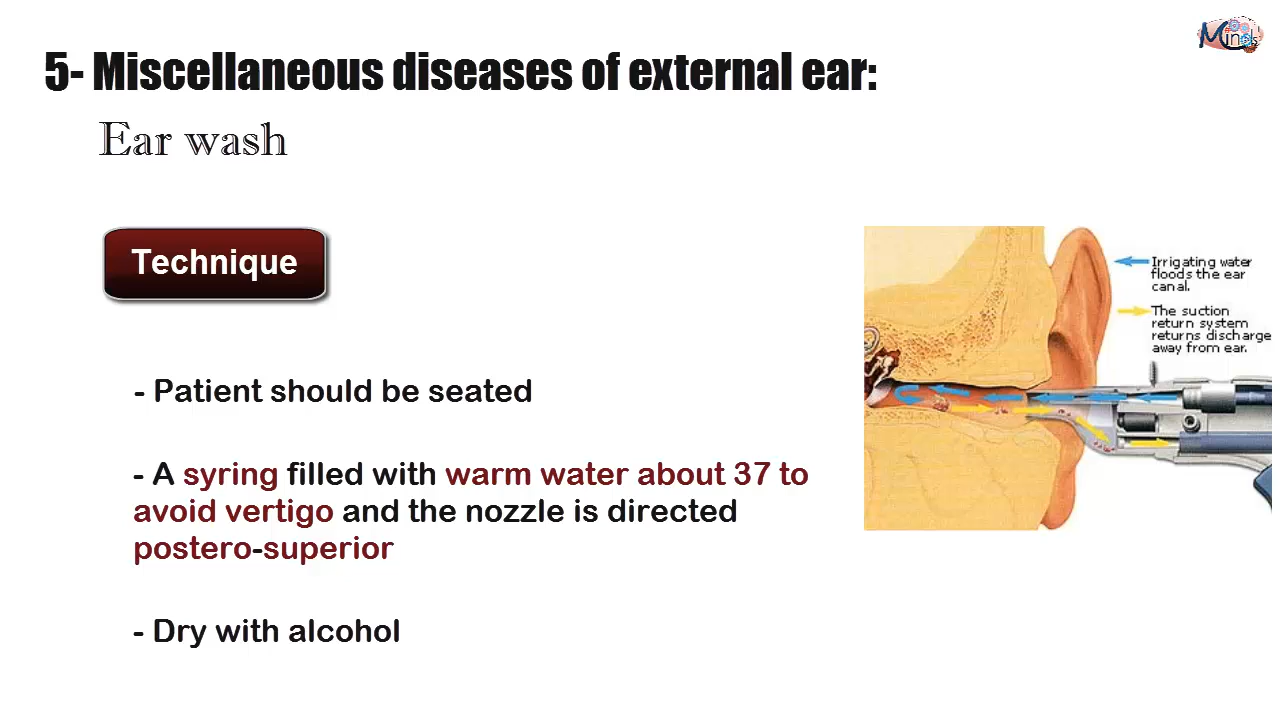 Minds
5- Miscellaneous diseases of external ear:
Ear wash
Technique
- Patient should be seated
- A syring filled with warm water about 37 to
avoid vertigo and the nozzle is directed
postero-superior
- Dry with alcohol
Irrigating water
floods the ear
canal.
The suction
return system
returns discharge
away from ear.